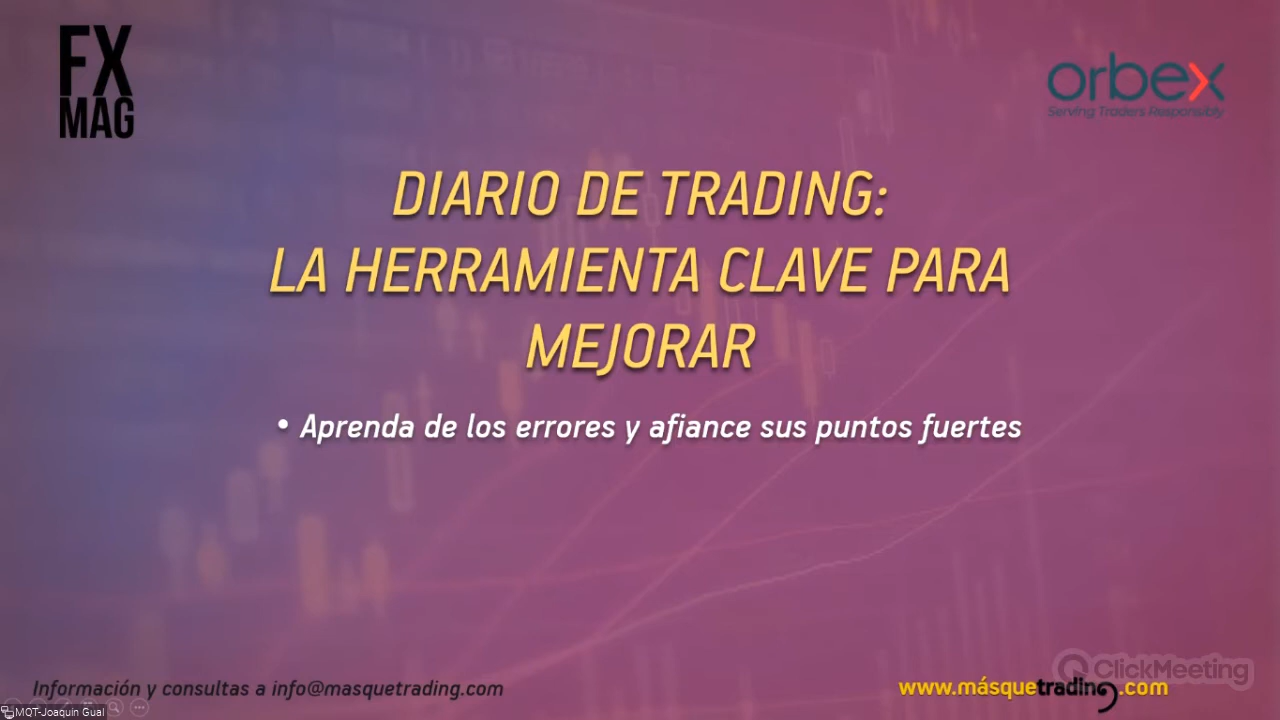 FX
MAG
orbex
Serving Traders Responsibly
DIARIO DE TRADING:
LA HERRAMIENTA CLAVE PARA
MEJORAR
• Aprenda de los errores y afiance sus puntos fuertes
ClickMeeting
Información y consultas a info@masquetrading.com
www.másquetrading.com
MQT-Joaquin Gual